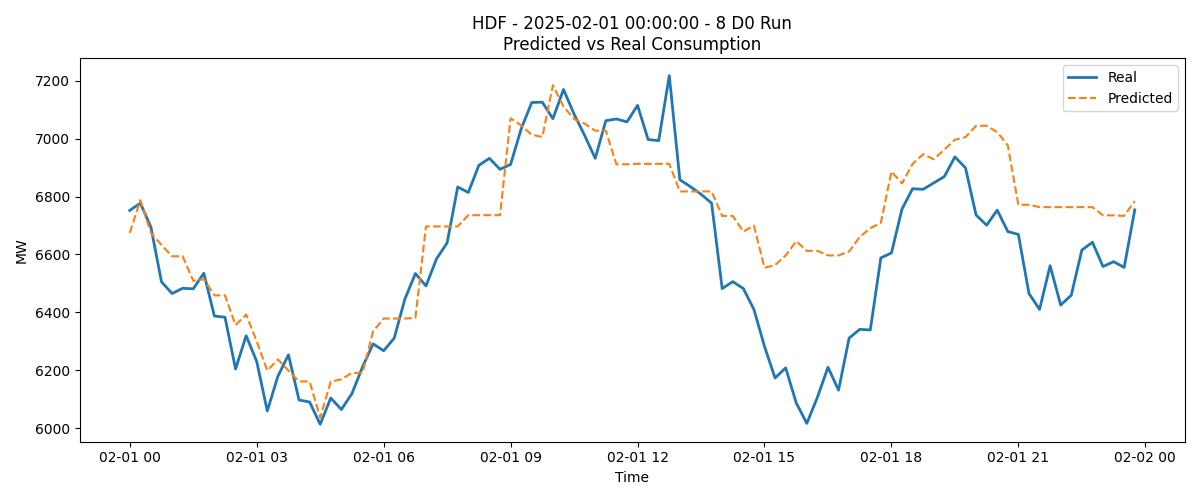 HDF - 2025-02-01 00:00:00 - 8 D0 Run
Predicted vs Real Consumption
Real
Predicted
MW
7200
7000
6800
6600
6400
6200
6000
02-01 00
02-01 03
02-01 06
02-01 09
02-01 12
02-01 15
02-01 18
02-01 21
02-02 00
Time